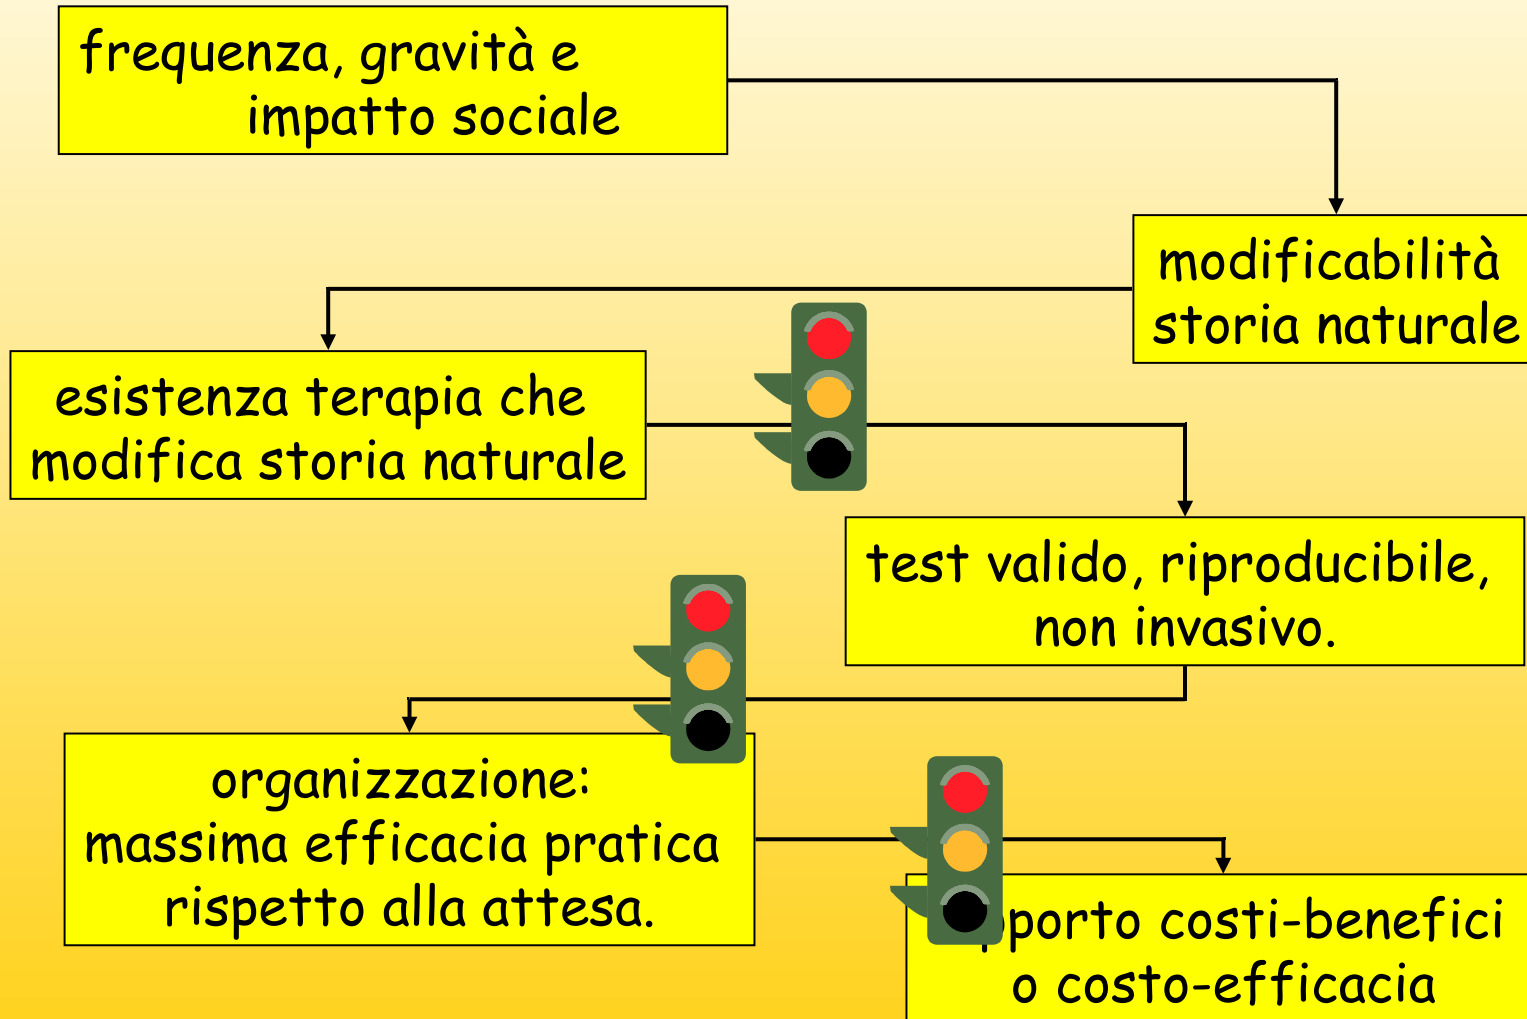 frequenza, gravità e
impatto sociale
modificabilità
storia naturale
esistenza terapia che
modifica storia naturale
test valido, riproducibile,
non invasivo.
organizzazione:
massima efficacia pratica
rispetto alla attesa.
costi-benefici
o costo-efficacia